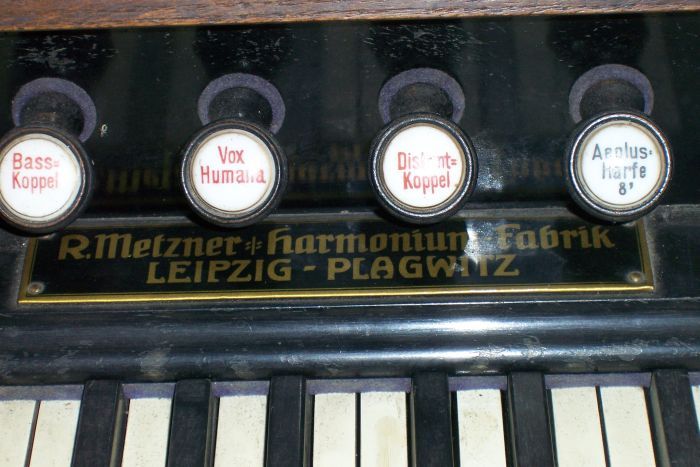 Bass=
Koppel
Vox
Humana
Diskant=
Koppel
Aeolus=
Harfe
8'
R. Metzner * Harmonium Fabrik
LEIPZIG - PLAGWITZ